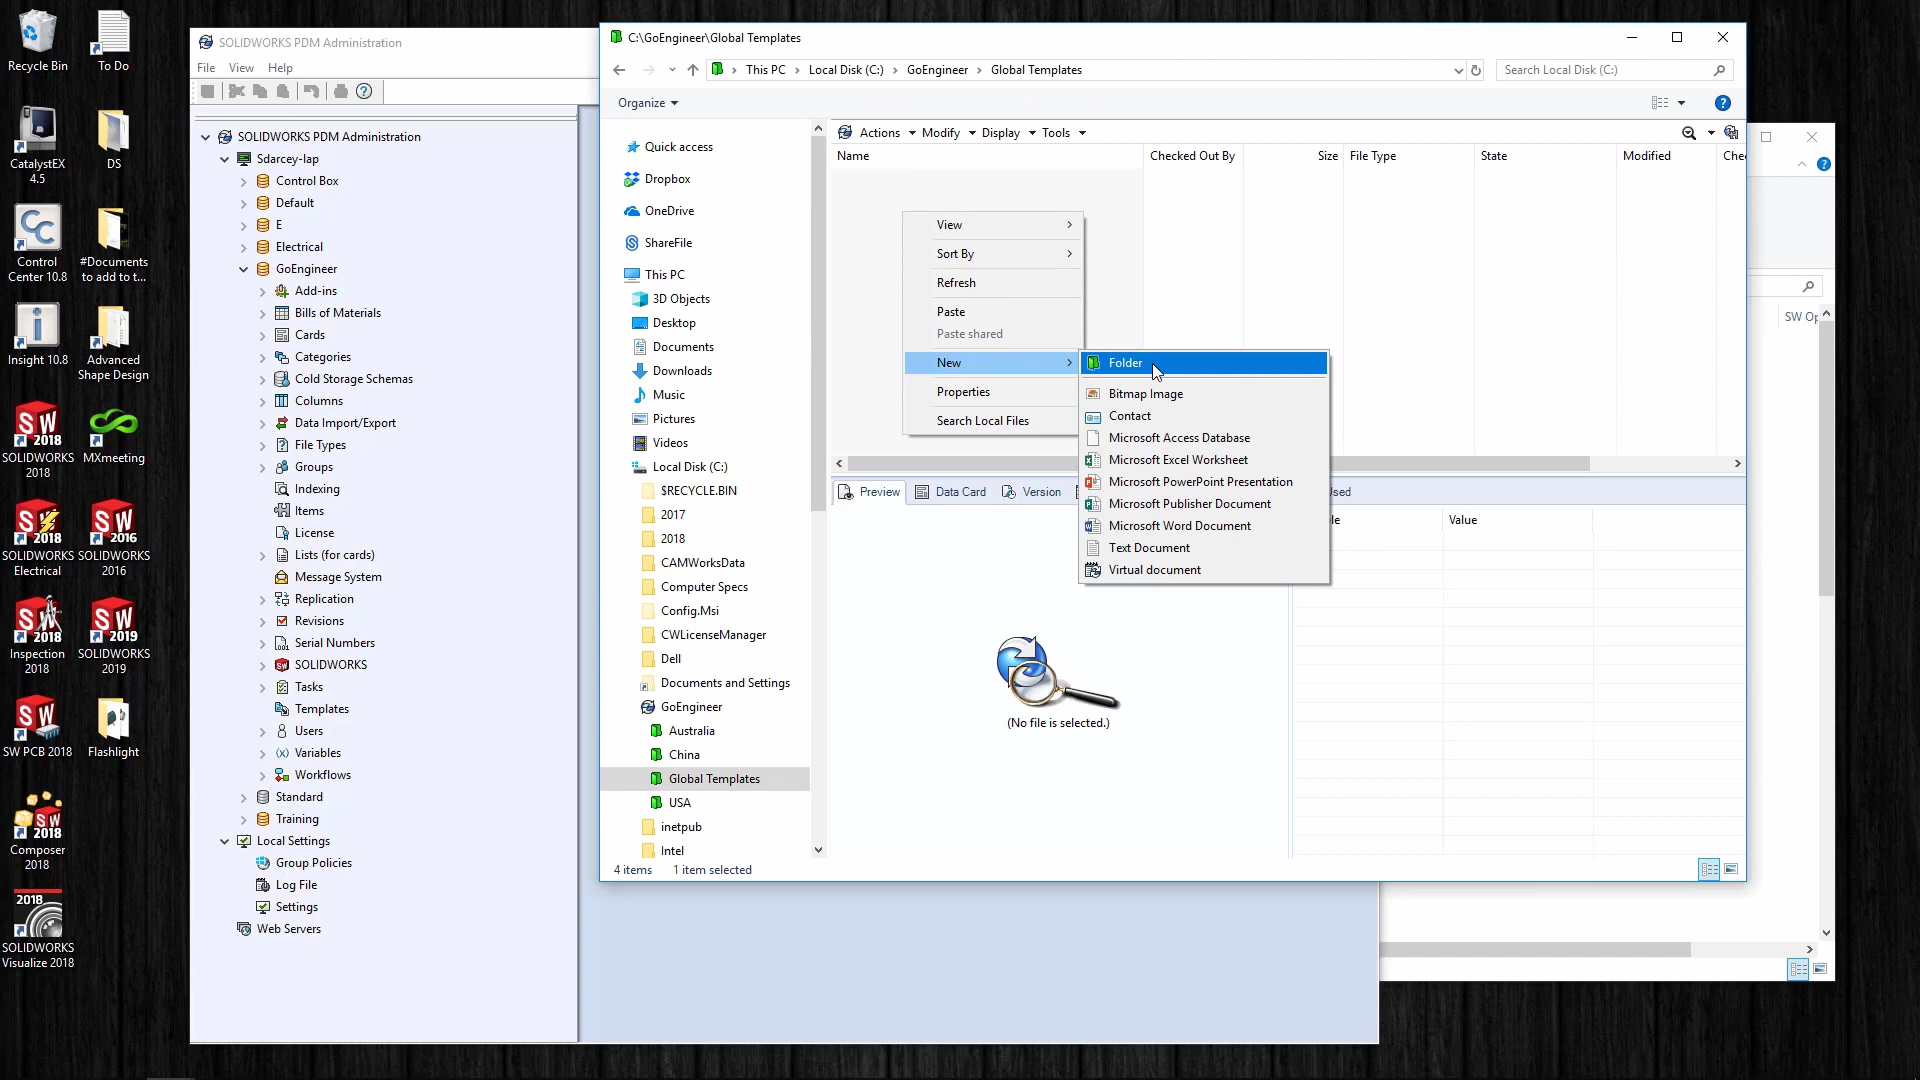 Recycle Bin
To Do
CatalystEX
4.5
DS
Control
Center 10.8
#Documents
to add to t...
Insight 10.8
Advanced
Shape Design
SOLIDWORKS
2018
MXmeeting
SOLIDWORKS
Electrical
SOLIDWORKS
2016
Inspection
2018
SOLIDWORKS
2019
SW PCB 2018
Flashlight
Composer
2018
SOLIDWORKS
Visualize 2018
SOLIDWORKS PDM Administration
File View Help
SOLIDWORKS PDM Administration
Sdarcey-lap
Control Box
Default
E
Electrical
GoEngineer
Add-ins
Bills of Materials
Cards
Categories
Cold Storage Schemas
Columns
Data Import/Export
File Types
Groups
Indexing
Items
License
Lists (for cards)
Message System
Replication
Revisions
Serial Numbers
SOLIDWORKS
Tasks
Templates
Users
Variables
Workflows
Standard
Training
Local Settings
Group Policies
Log File
Settings
Web Servers
C:\GoEngineer\Global Templates
This PC › Local Disk (C:) › GoEngineer › Global Templates
Search Local Disk (C:)
Organize
Quick access
Dropbox
OneDrive
ShareFile
This PC
3D Objects
Desktop
Documents
Downloads
Music
Pictures
Videos
Local Disk (C:)
$RECYCLE.BIN
2017
2018
CAMWorksData
Computer Specs
Config.Msi
CWLicenseManager
Dell
Documents and Settings
GoEngineer
Australia
China
Global Templates
USA
inetpub
Intel
4 items 1 item selected
Actions Modify Display Tools
Name Checked Out By Size File Type State Modified Chec
View
Sort By
Refresh
Paste
Paste shared
New
Properties
Search Local Files
Folder
Bitmap Image
Contact
Microsoft Access Database
Microsoft Excel Worksheet
Microsoft PowerPoint Presentation
Microsoft Publisher Document
Microsoft Word Document
Text Document
Virtual document
Preview Data Card Version
Value
(No file is selected.)
SW Op